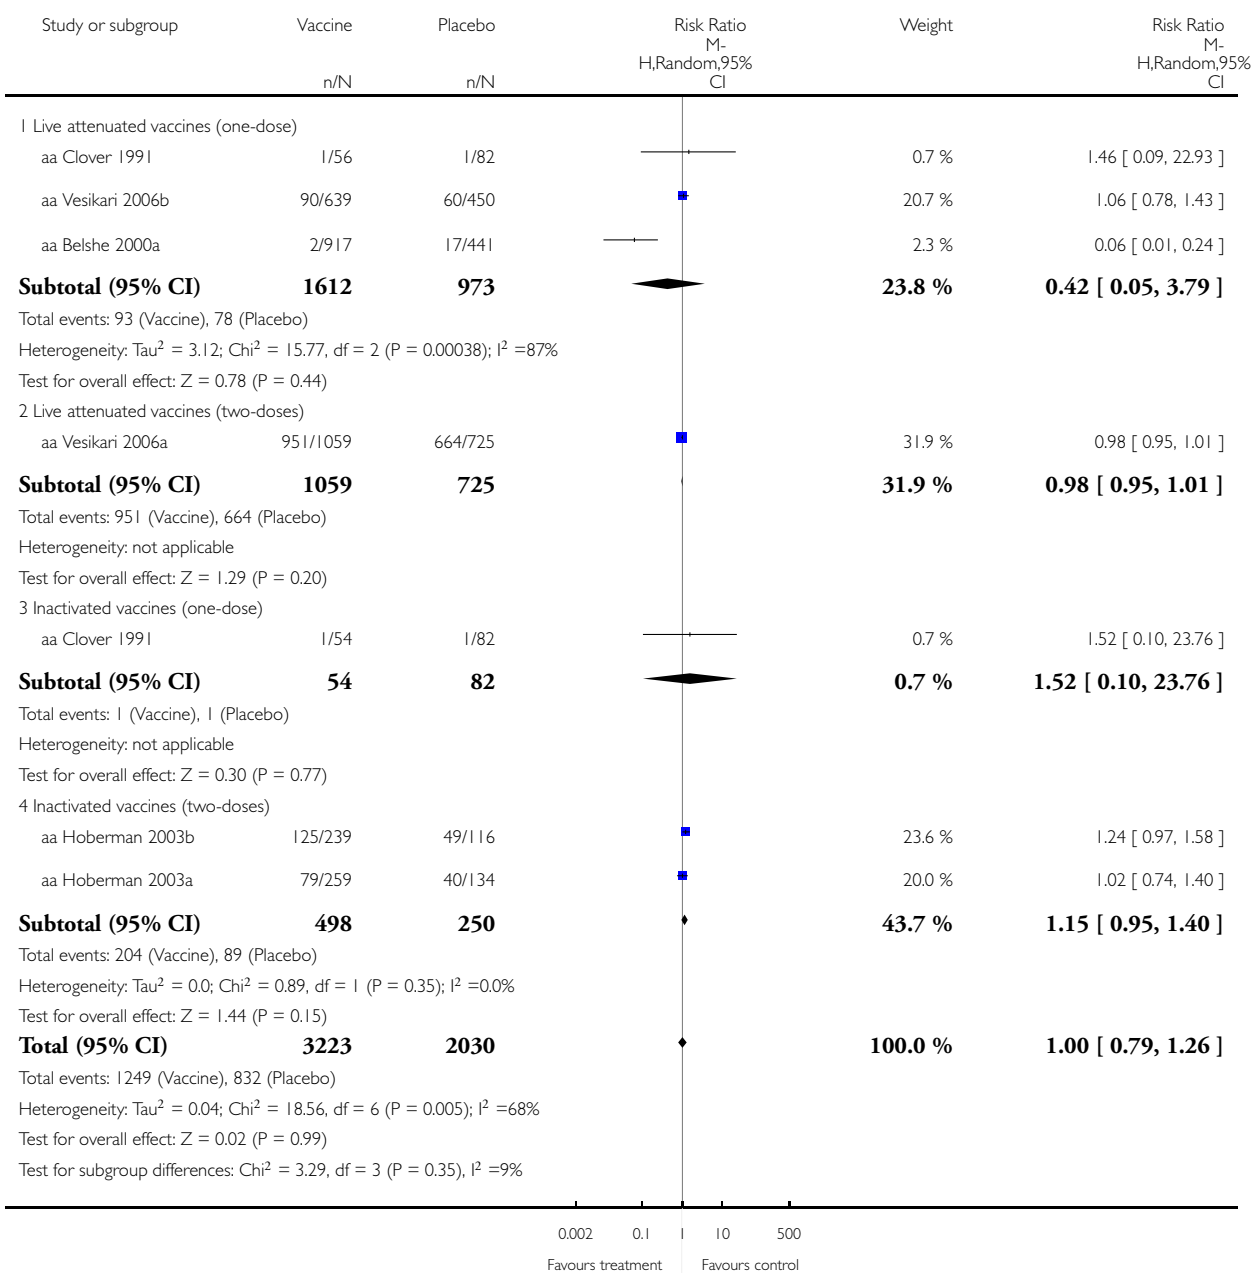 Study or subgroup Vaccine Placebo Risk Ratio Weight Risk Ratio
M- M-
H,Random,95% H,Random,95%
n/N n/N CI CI
1 Live attenuated vaccines (one-dose)
aa Clover 1991 1/56 1/82 0.7 % 1.46 [ 0.09, 22.93 ]
aa Vesikari 2006b 90/639 60/450 20.7 % 1.06 [ 0.78, 1.43 ]
aa Belshe 2000a 2/917 17/441 2.3 % 0.06 [ 0.01, 0.24 ]
Subtotal (95% CI) 1612 973 23.8 % 0.42 [ 0.05, 3.79 ]
Total events: 93 (Vaccine), 78 (Placebo)
Heterogeneity: Tau² = 3.12; Chi² = 15.77, df = 2 (P = 0.00038); I² =87%
Test for overall effect: Z = 0.78 (P = 0.44)
2 Live attenuated vaccines (two-doses)
aa Vesikari 2006a 951/1059 664/725 31.9 % 0.98 [ 0.95, 1.01 ]
Subtotal (95% CI) 1059 725 31.9 % 0.98 [ 0.95, 1.01 ]
Total events: 951 (Vaccine), 664 (Placebo)
Heterogeneity: not applicable
Test for overall effect: Z = 1.29 (P = 0.20)
3 Inactivated vaccines (one-dose)
aa Clover 1991 1/54 1/82 0.7 % 1.52 [ 0.10, 23.76 ]
Subtotal (95% CI) 54 82 0.7 % 1.52 [ 0.10, 23.76 ]
Total events: 1 (Vaccine), 1 (Placebo)
Heterogeneity: not applicable
Test for overall effect: Z = 0.30 (P = 0.77)
4 Inactivated vaccines (two-doses)
aa Hoberman 2003b 125/239 49/116 23.6 % 1.24 [ 0.97, 1.58 ]
aa Hoberman 2003a 79/259 40/134 20.0 % 1.02 [ 0.74, 1.40 ]
Subtotal (95% CI) 498 250 43.7 % 1.15 [ 0.95, 1.40 ]
Total events: 204 (Vaccine), 89 (Placebo)
Heterogeneity: Tau² = 0.0; Chi² = 0.89, df = 1 (P = 0.35); I² =0.0%
Test for overall effect: Z = 1.44 (P = 0.15)
Total (95% CI) 3223 2030 100.0 % 1.00 [ 0.79, 1.26 ]
Total events: 1249 (Vaccine), 832 (Placebo)
Heterogeneity: Tau² = 0.04; Chi² = 18.56, df = 6 (P = 0.005); I² =68%
Test for overall effect: Z = 0.02 (P = 0.99)
Test for subgroup differences: Chi² = 3.29, df = 3 (P = 0.35), I² =9%
0.002 0.1 1 10 500
Favours treatment Favours control